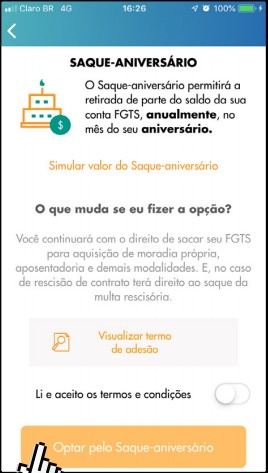 Claro BR 4G 16:26 100%
SAQUE-ANIVERSÁRIO
O Saque-aniversário permitirá a
retirada de parte do saldo da sua
conta FGTS, anualmente, no
mês do seu aniversário.
$
Simular valor do Saque-aniversário
O que muda se eu fizer a opção?
Você continuará com o direito de sacar seu FGTS
para aquisição de moradia própria,
aposentadoria e demais modalidades. E, no caso
de rescisão de contrato terá direito ao saque da
multa rescisória.
Visualizar termo
de adesão
Li e aceito os termos e condições
Optar pelo Saque-aniversário